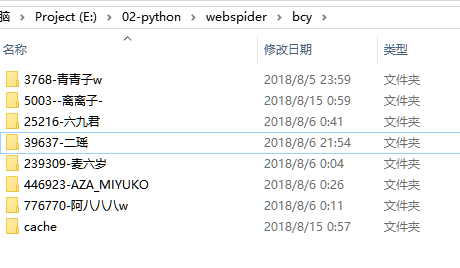 脑 > Project (E:) > 02-python > webspider > bcy >
名称 修改日期 类型
3768-青青子w 2018/8/5 23:59 文件夹
5003--离离子- 2018/8/15 0:59 文件夹
25216-六九君 2018/8/6 0:41 文件夹
39637-二瑶 2018/8/6 21:54 文件夹
239309-麦六岁 2018/8/6 0:04 文件夹
446923-AZA_MIYUKO 2018/8/6 0:26 文件夹
776770-阿八八八w 2018/8/6 0:11 文件夹
cache 2018/8/15 0:57 文件夹